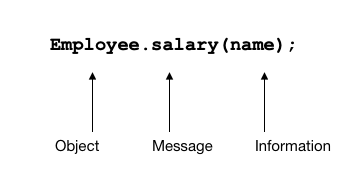 Employee.salary(name);
Object Message Information